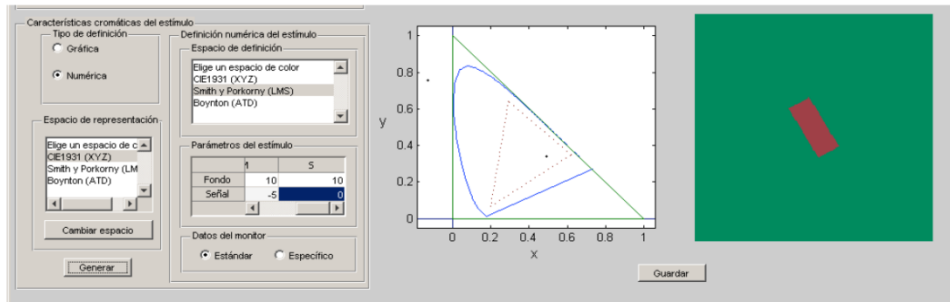 Características cromáticas del estímulo
Tipo de definición
Gráfica
Numérica
Espacio de representación
Elige un espacio de c
CIE1931 (XYZ)
Smith y Porkorny (LM
Boynton (ATD)
Cambiar espacio
Generar
Definición numérica del estímulo
Espacio de definición
Elige un espacio de color
CIE1931 (XYZ)
Smith y Porkorny (LMS)
Boynton (ATD)
Parámetros del estímulo
S
Fondo 10 10
Señal -5 0
Datos del monitor
Estándar Específico
1
0.8
0.6
0.4
0.2
0
y
0 0.2 0.4 0.6 0.8 1
x
Guardar